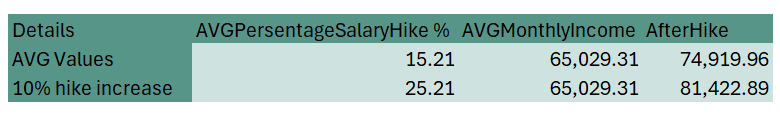 Details AVGPersentageSalaryHike % AVGMonthlyIncome AfterHike
AVG Values 15.21 65,029.31 74,919.96
10% hike increase 25.21 65,029.31 81,422.89